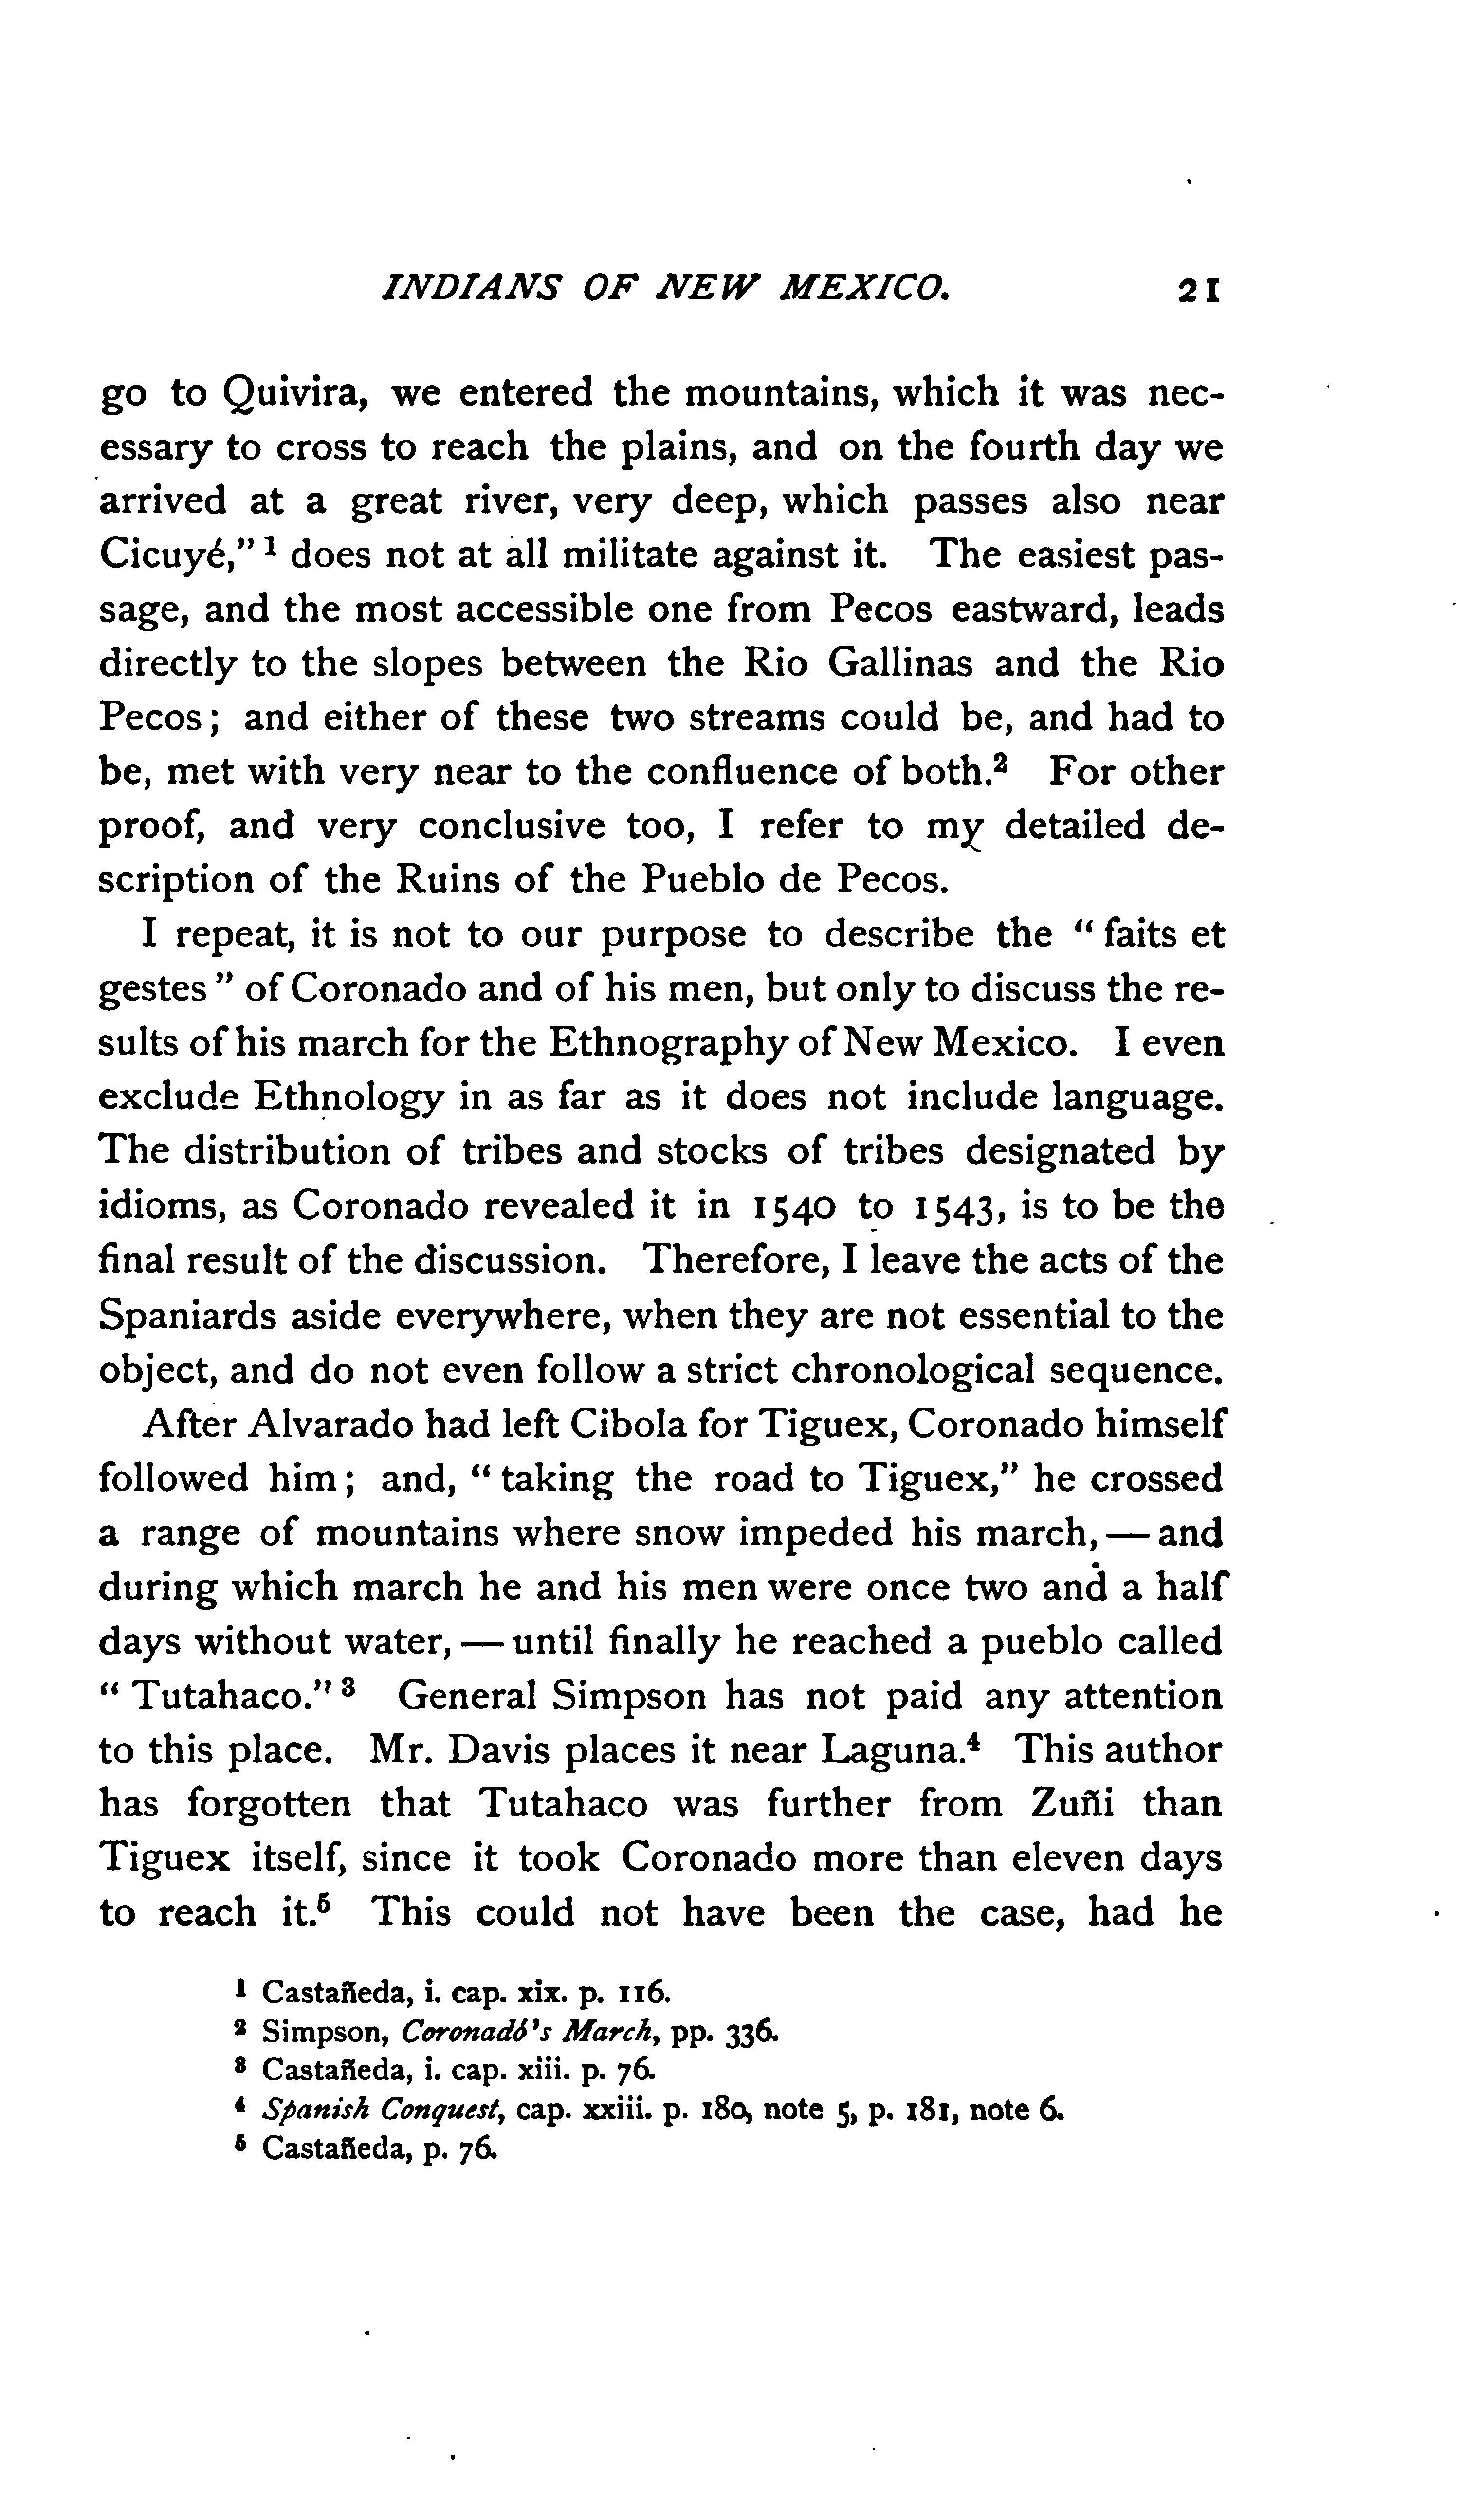 INDIANS OF NEW MEXICO. 21
go to Quivira, we entered the mountains, which it was nec-
essary to cross to reach the plains, and on the fourth day we
arrived at a great river, very deep, which passes also near
Cicuyé," 1 does not at all militate against it. The easiest pas-
sage, and the most accessible one from Pecos eastward, leads
directly to the slopes between the Rio Gallinas and the Rio
Pecos; and either of these two streams could be, and had to
be, met with very near to the confluence of both.2 For other
proof, and very conclusive too, I refer to my detailed de-
scription of the Ruins of the Pueblo de Pecos.
I repeat, it is not to our purpose to describe the "faits et
gestes" of Coronado and of his men, but only to discuss the re-
sults of his march for the Ethnography of New Mexico. I even
exclude Ethnology in as far as it does not include language.
The distribution of tribes and stocks of tribes designated by
idioms, as Coronado revealed it in 1540 to 1543, is to be the
final result of the discussion. Therefore, I leave the acts of the
Spaniards aside everywhere, when they are not essential to the
object, and do not even follow a strict chronological sequence.
After Alvarado had left Cibola for Tiguex, Coronado himself
followed him; and, "taking the road to Tiguex," he crossed
a range of mountains where snow impeded his march,—and
during which march he and his men were once two and a half
days without water,—until finally he reached a pueblo called
"Tutahaco." 3 General Simpson has not paid any attention
to this place. Mr. Davis places it near Laguna.4 This author
has forgotten that Tutahaco was further from Zuñi than
Tiguex itself, since it took Coronado more than eleven days
to reach it.5 This could not have been the case, had he
1 Castañeda, i. cap. xix. p. 116.
2 Simpson, Coronadó's March, pp. 336.
3 Castañeda, i. cap. xiii. p. 76.
4 Spanish Conquest, cap. xxiii. p. 180, note 5, p. 181, note 6.
5 Castañeda, p. 76.